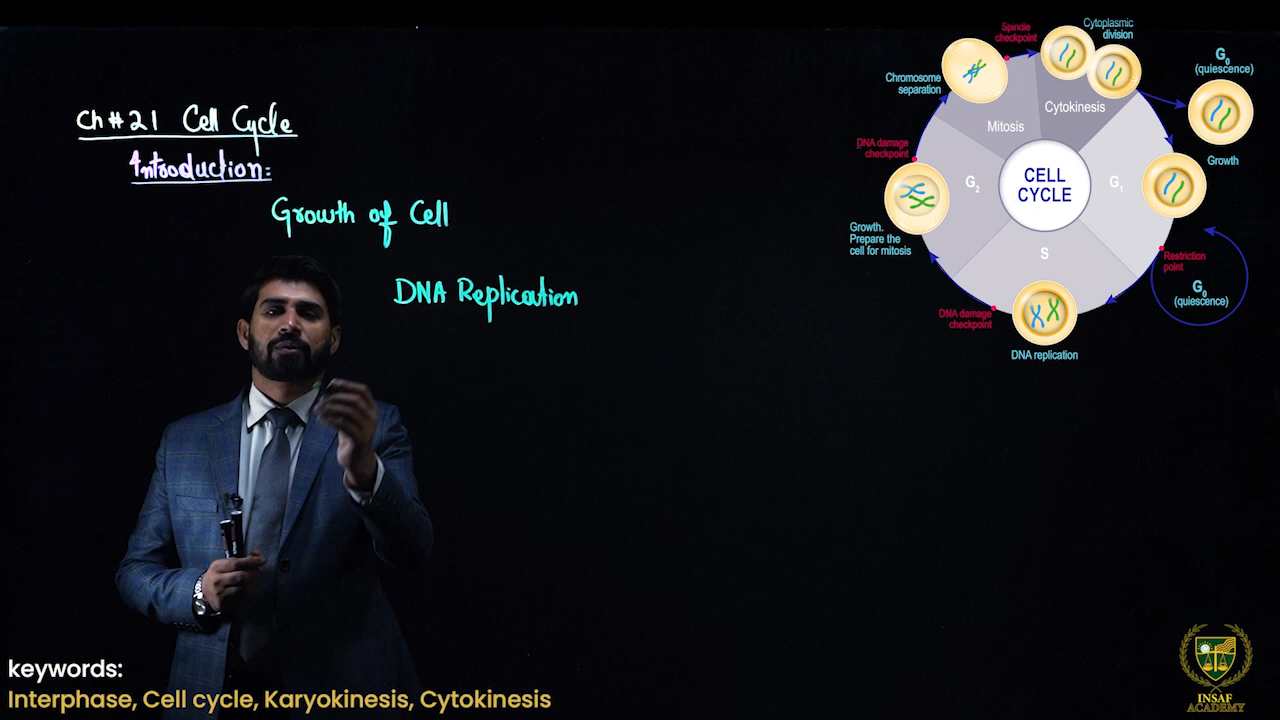 Ch # 21 Cell Cycle
Introduction:
Growth of Cell
DNA Replication
Spindle
checkpoint
Cytoplasmic
division
G0
(quiescence)
Chromosome
separation
Cytokinesis
Mitosis
DNA damage
checkpoint
Growth
G2
CELL
CYCLE
G1
Growth.
Prepare the
cell for mitosis
S
Restriction
point
G0
(quiescence)
DNA damage
checkpoint
DNA replication
keywords:
Interphase, Cell cycle, Karyokinesis, Cytokinesis
INSAF
ACADEMY